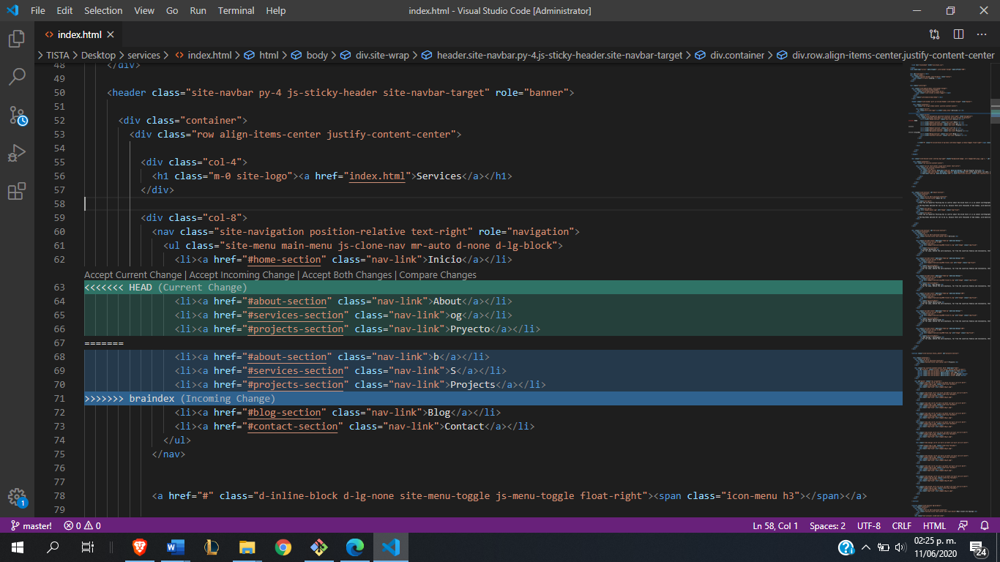 File Edit Selection View Go Run Terminal Help index.html - Visual Studio Code [Administrator]
<> index.html ×
> TISTA > Desktop > services > <> index.html > html > body > div.site-wrap > header.site-navbar.py-4.js-sticky-header.site-navbar-target > div.container > div.row.align-items-center.justify-content-center
48 </div>
49
50 <header class="site-navbar py-4 js-sticky-header site-navbar-target" role="banner">
51
52 <div class="container">
53 <div class="row align-items-center justify-content-center">
54
55 <div class="col-4">
56 <h1 class="m-0 site-logo"><a href="index.html">Services</a></h1>
57 </div>
58
59 <div class="col-8">
60 <nav class="site-navigation position-relative text-right" role="navigation">
61 <ul class="site-menu main-menu js-clone-nav mr-auto d-none d-lg-block">
62 <li><a href="#home-section" class="nav-link">Inicio</a></li>
Accept Current Change | Accept Incoming Change | Accept Both Changes | Compare Changes
63 <<<<<<< HEAD (Current Change)
64 <li><a href="#about-section" class="nav-link">About</a></li>
65 <li><a href="#services-section" class="nav-link">og</a></li>
66 <li><a href="#projects-section" class="nav-link">Pryecto</a></li>
67 =======
68 <li><a href="#about-section" class="nav-link">b</a></li>
69 <li><a href="#services-section" class="nav-link">S</a></li>
70 <li><a href="#projects-section" class="nav-link">Projects</a></li>
71 >>>>>>> braindex (Incoming Change)
72 <li><a href="#blog-section" class="nav-link">Blog</a></li>
73 <li><a href="#contact-section" class="nav-link">Contact</a></li>
74 </ul>
75 </nav>
76
77
78 <a href="#" class="d-inline-block d-lg-none site-menu-toggle js-menu-toggle float-right"><span class="icon-menu h3"></span></a>
79
1
master! 0 0 Ln 58, Col 1 Spaces: 2 UTF-8 CRLF HTML
02:25 p. m.
11/06/2020
24